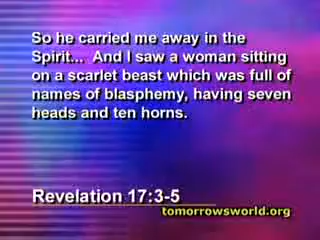 So he carried me away in the
Spirit... And I saw a woman sitting
on a scarlet beast which was full of
names of blasphemy, having seven
heads and ten horns.
Revelation 17:3-5
tomorrowsworld.org